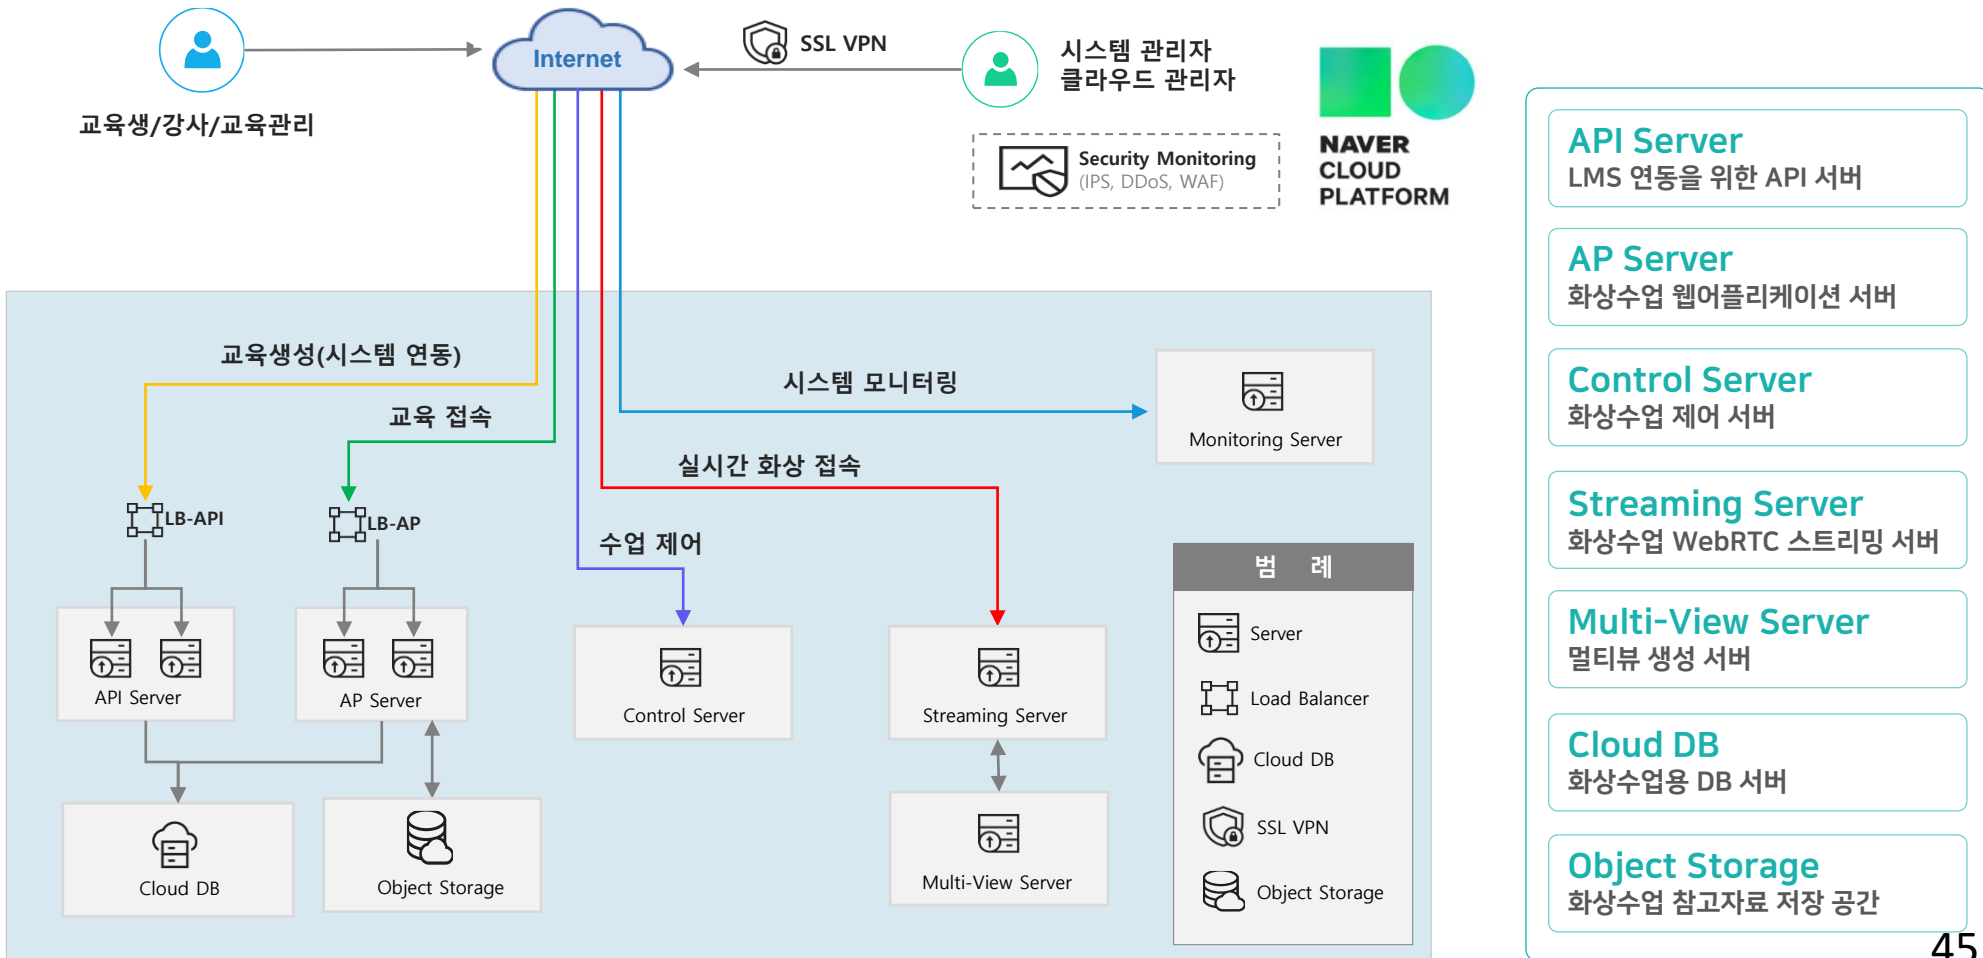 Internet
SSL VPN
시스템 관리자
클라우드 관리자
교육생/강사/교육관리
Security Monitoring
(IPS, DDoS, WAF)
NAVER
CLOUD
PLATFORM
교육생성(시스템 연동)
교육 접속
시스템 모니터링
실시간 화상 접속
수업 제어
Monitoring Server
LB-API
LB-AP
API Server
AP Server
Control Server
Streaming Server
Cloud DB
Object Storage
Multi-View Server
범 례
Server
Load Balancer
Cloud DB
SSL VPN
Object Storage
API Server
LMS 연동을 위한 API 서버
AP Server
화상수업 웹어플리케이션 서버
Control Server
화상수업 제어 서버
Streaming Server
화상수업 WebRTC 스트리밍 서버
Multi-View Server
멀티뷰 생성 서버
Cloud DB
화상수업용 DB 서버
Object Storage
화상수업 참고자료 저장 공간
45